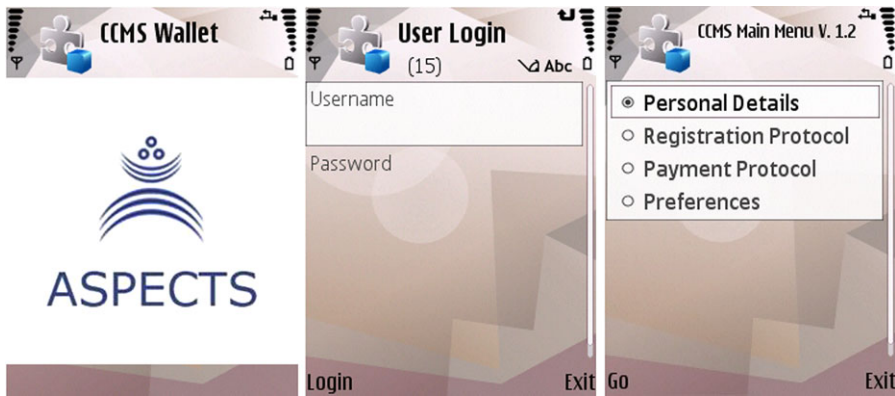 CCMS Wallet
ASPECTS
User Login
(15)
Abc
Username
Password
Login
Exit
CCMS Main Menu V. 1.2
Personal Details
Registration Protocol
Payment Protocol
Preferences
Go
Exit